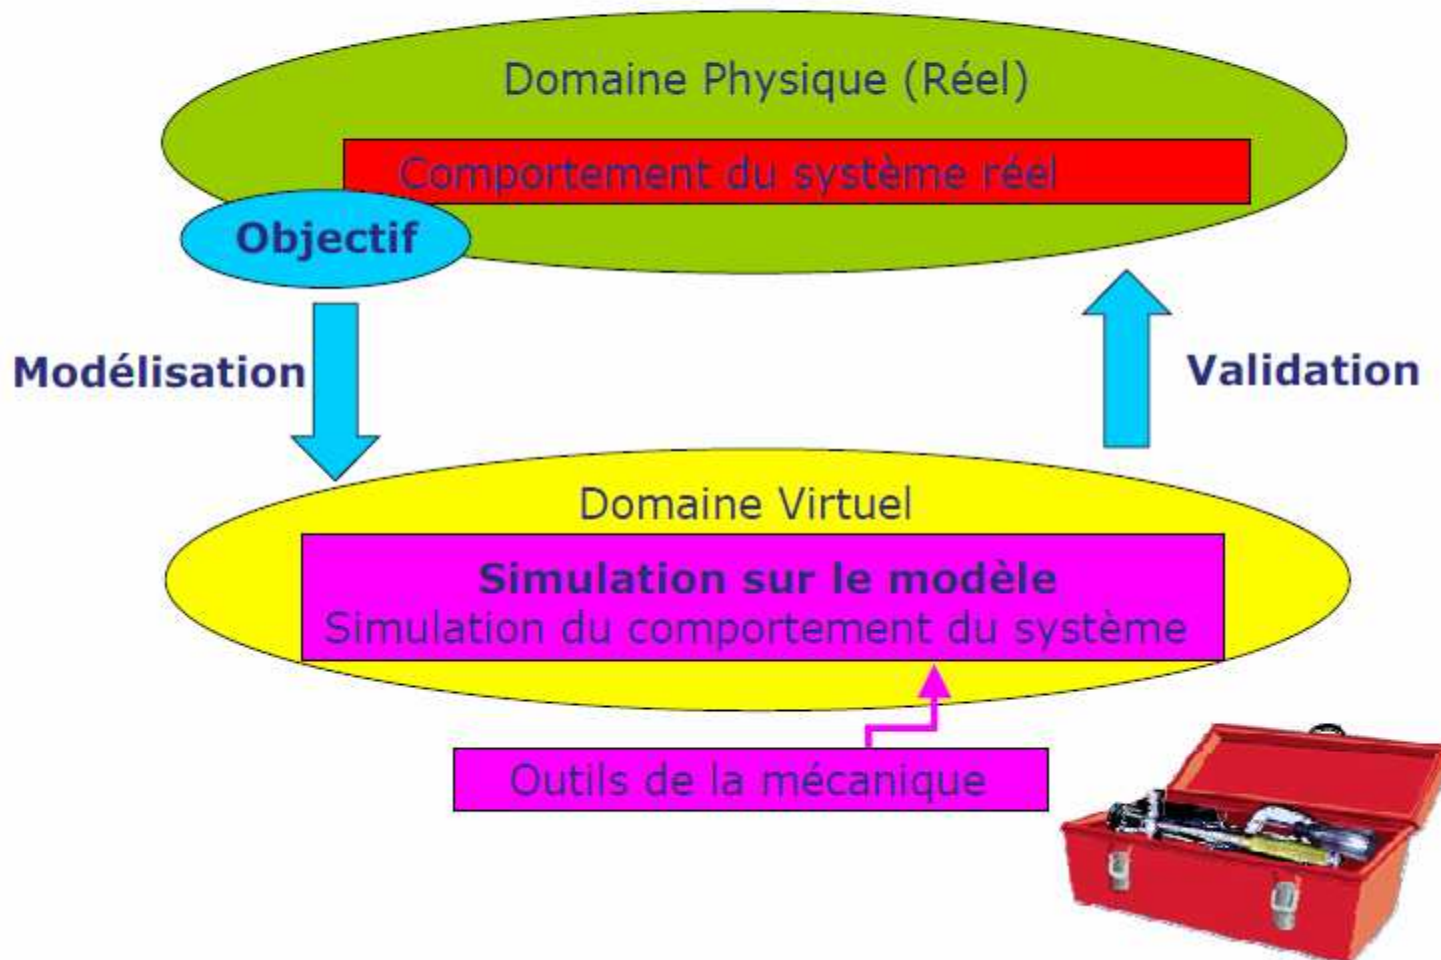 Domaine Physique (Réel)
Comportement du système réel
Objectif
Modélisation
Validation
Domaine Virtuel
Simulation sur le modèle
Simulation du comportement du système
Outils de la mécanique